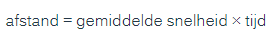 afstand = gemiddelde snelheid × tijd